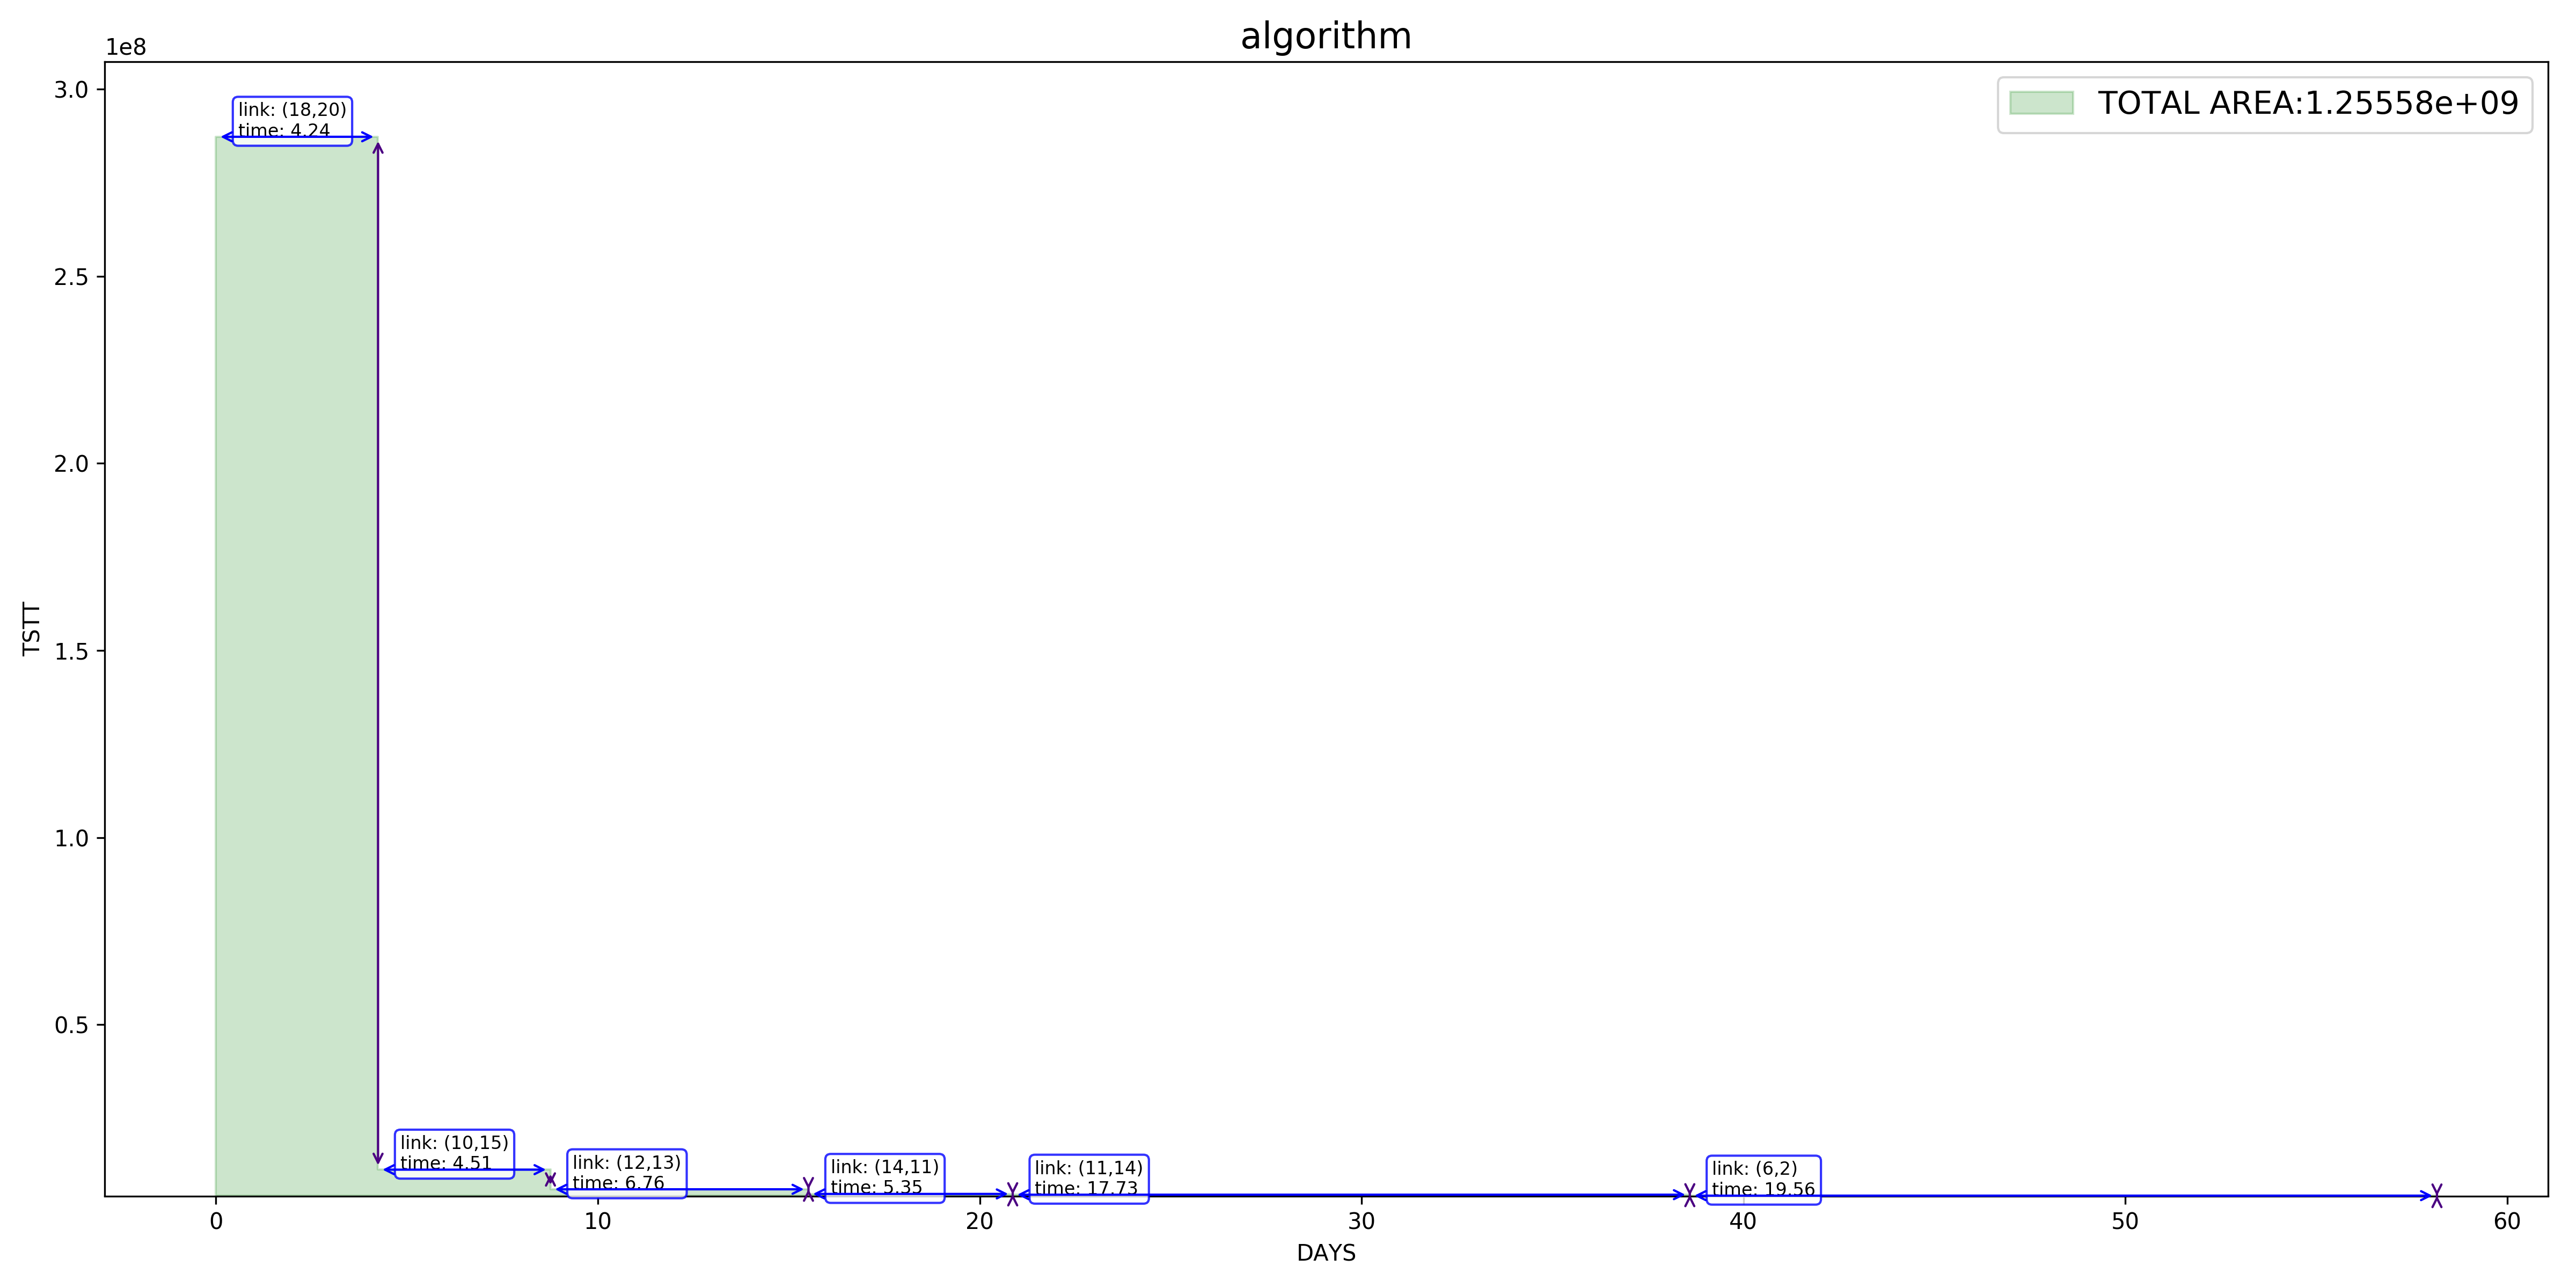 algorithm
1e8
TOTAL AREA:1.25558e+09
3.0
2.5
2.0
1.5
1.0
0.5
TSTT
link: (18,20)
time: 4.24
link: (10,15)
time: 4.51
link: (12,13)
time: 6.76
link: (14,11)
time: 5.35
link: (11,14)
time: 17.73
link: (6,2)
time: 19.56
0 10 20 30 40 50 60
DAYS